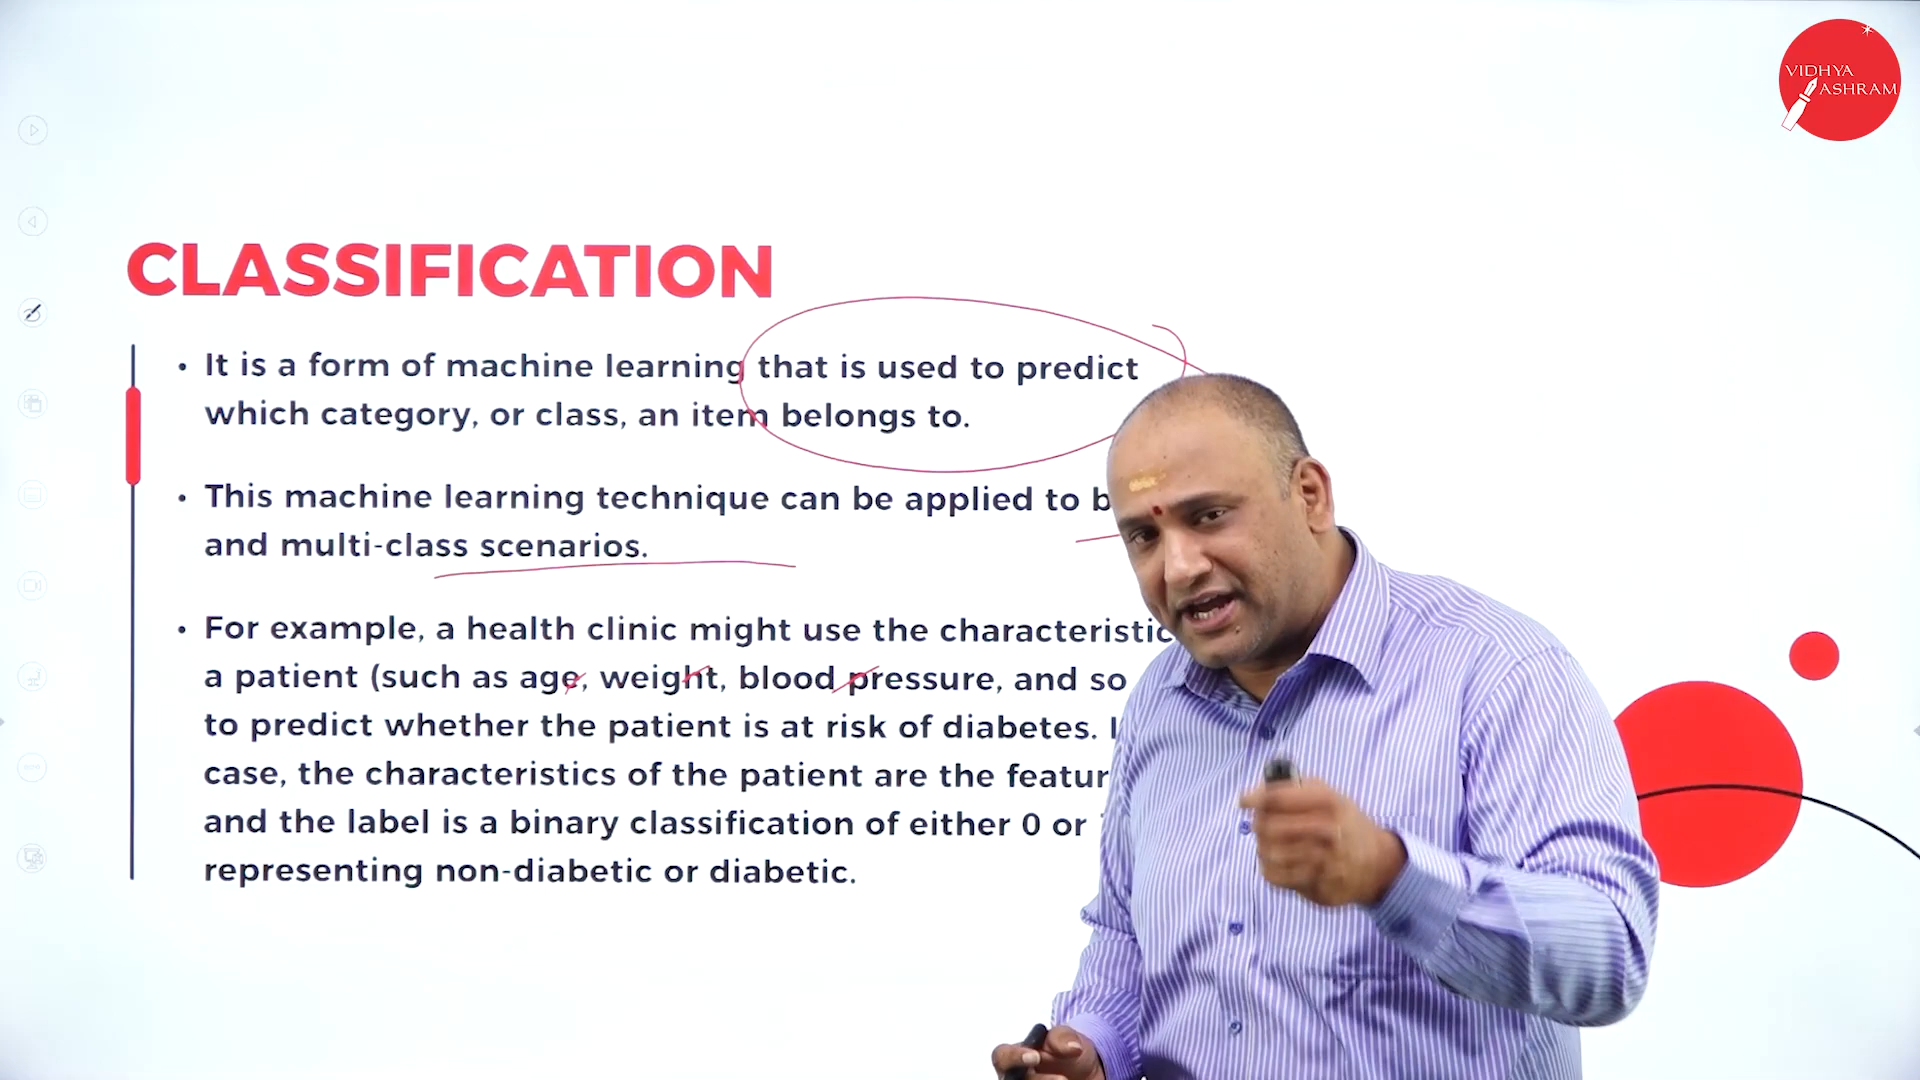 VIDHYA
ASHRAM
CLASSIFICATION
• It is a form of machine learning that is used to predict
which category, or class, an item belongs to.
• This machine learning technique can be applied to
and multi-class scenarios.
• For example, a health clinic might use the
a patient (such as age, weight, blood pressure, and so
to predict whether the patient is at risk of diabetes.
case, the characteristics of the patient are the
and the label is a binary classification of either 0 or
representing non-diabetic or diabetic.